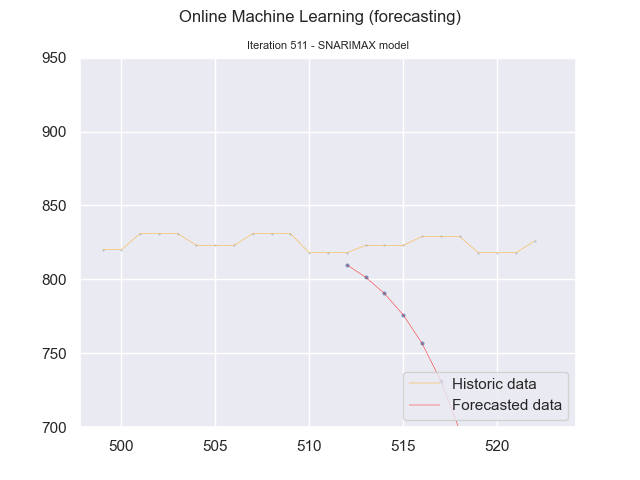 Online Machine Learning (forecasting)
Iteration 511 - SNARIMAX model
950
900
850
800
750
700
Historic data
Forecasted data
500
505
510
515
520